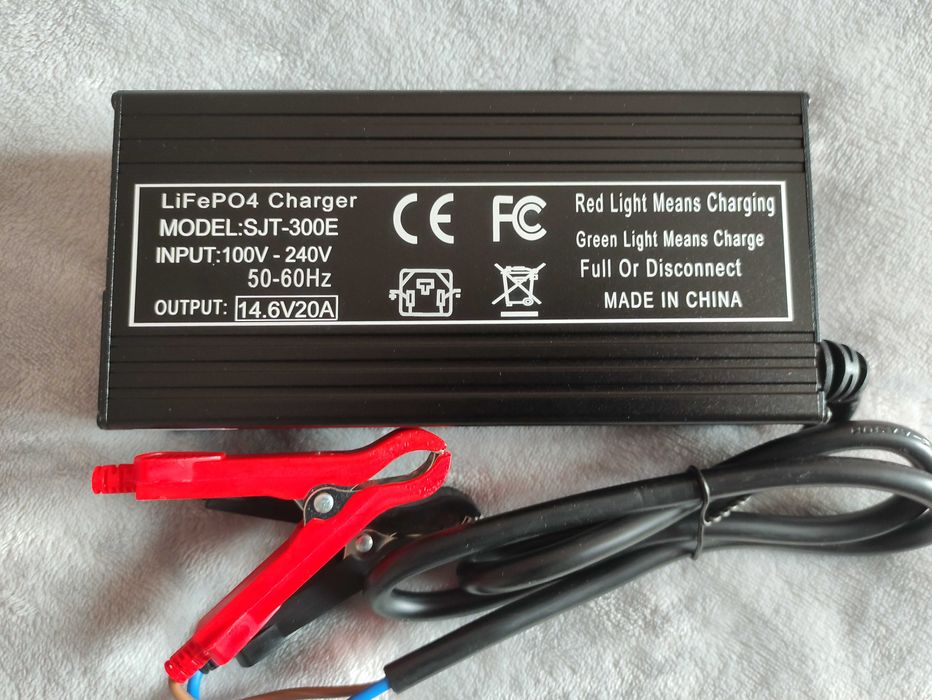 LiFePO4 Charger
MODEL:SJT-300E
INPUT:100V - 240V
50-60Hz
OUTPUT: 14.6V20A
CE FC
Red Light Means Charging
Green Light Means Charge
Full Or Disconnect
MADE IN CHINA